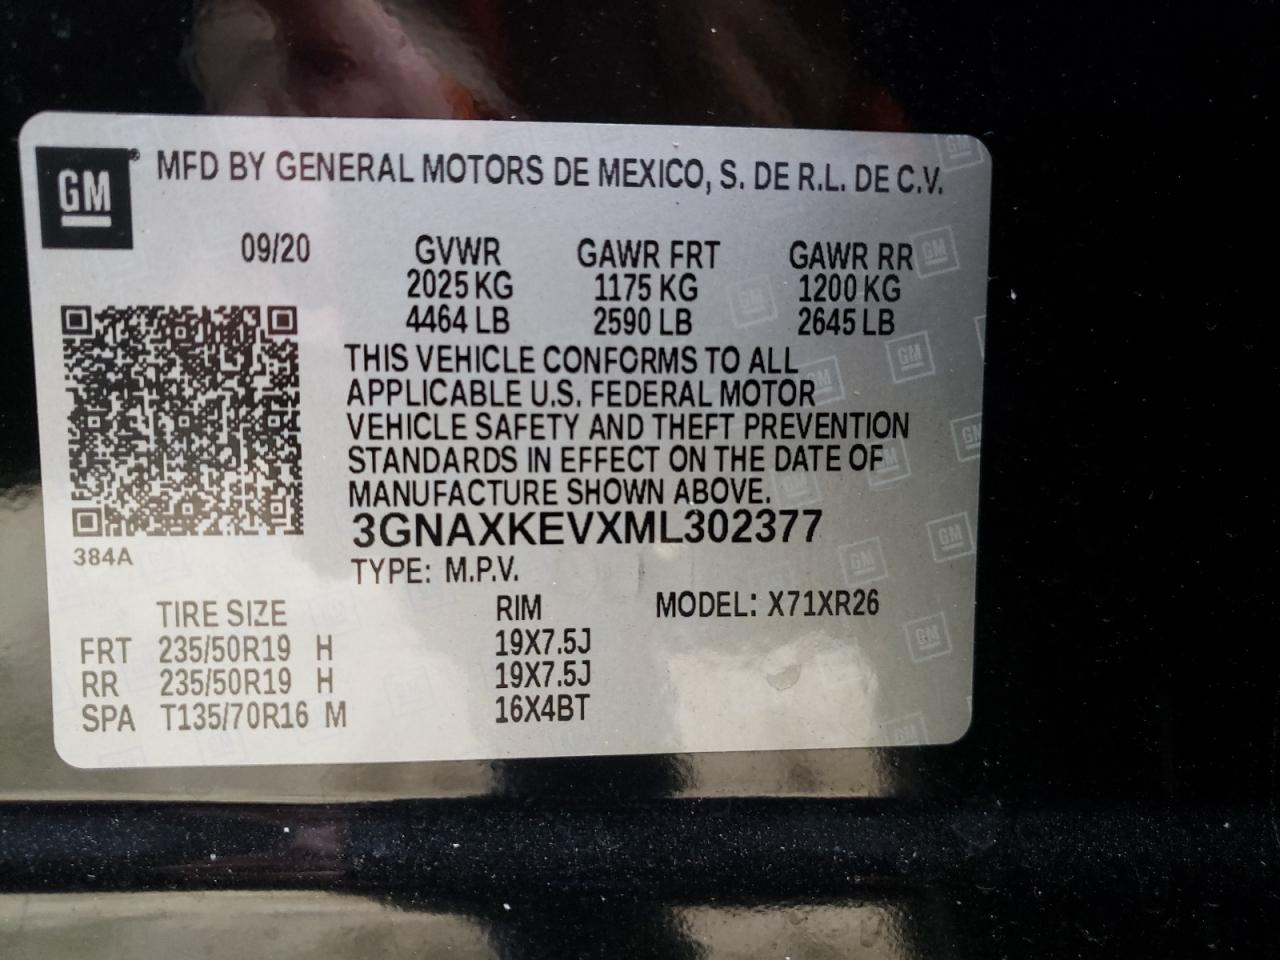 GM® MFD BY GENERAL MOTORS DE MEXICO, S. DE R.L. DE C.V.
09/20 GVWR GAWR FRT GAWR RR
2025 KG 1175 KG 1200 KG
4464 LB 2590 LB 2645 LB
THIS VEHICLE CONFORMS TO ALL
APPLICABLE U.S. FEDERAL MOTOR
VEHICLE SAFETY AND THEFT PREVENTION
STANDARDS IN EFFECT ON THE DATE OF
MANUFACTURE SHOWN ABOVE.
3GNAXKEVXML302377
384A
TYPE: M.P.V.
TIRE SIZE RIM MODEL: X71XR26
FRT 235/50R19 H 19X7.5J
RR 235/50R19 H 19X7.5J
SPA T135/70R16 M 16X4BT